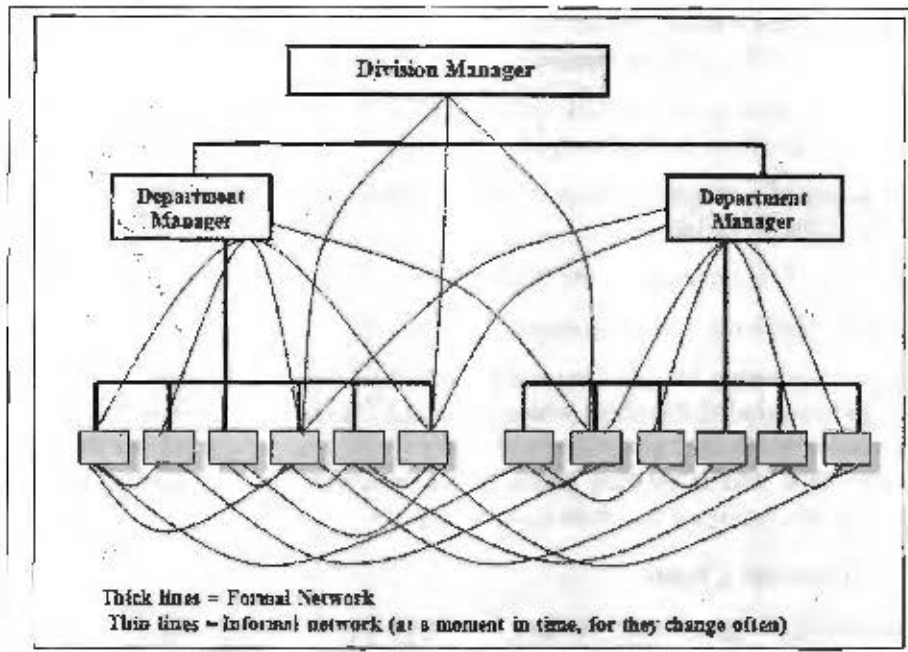 Division Manager
Department
Manager
Department
Manager
Thick lines = Formal Network
Thin lines = Informal network (at a moment in time, for they change often)